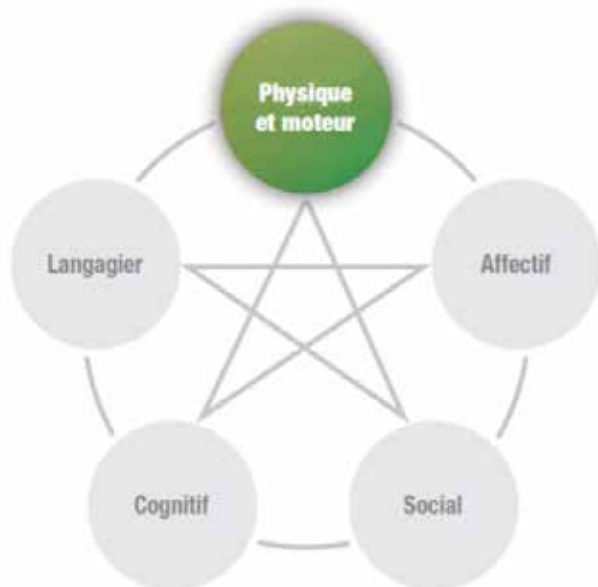 Physique
et moteur
Langagier
Affectif
Cognitif
Social